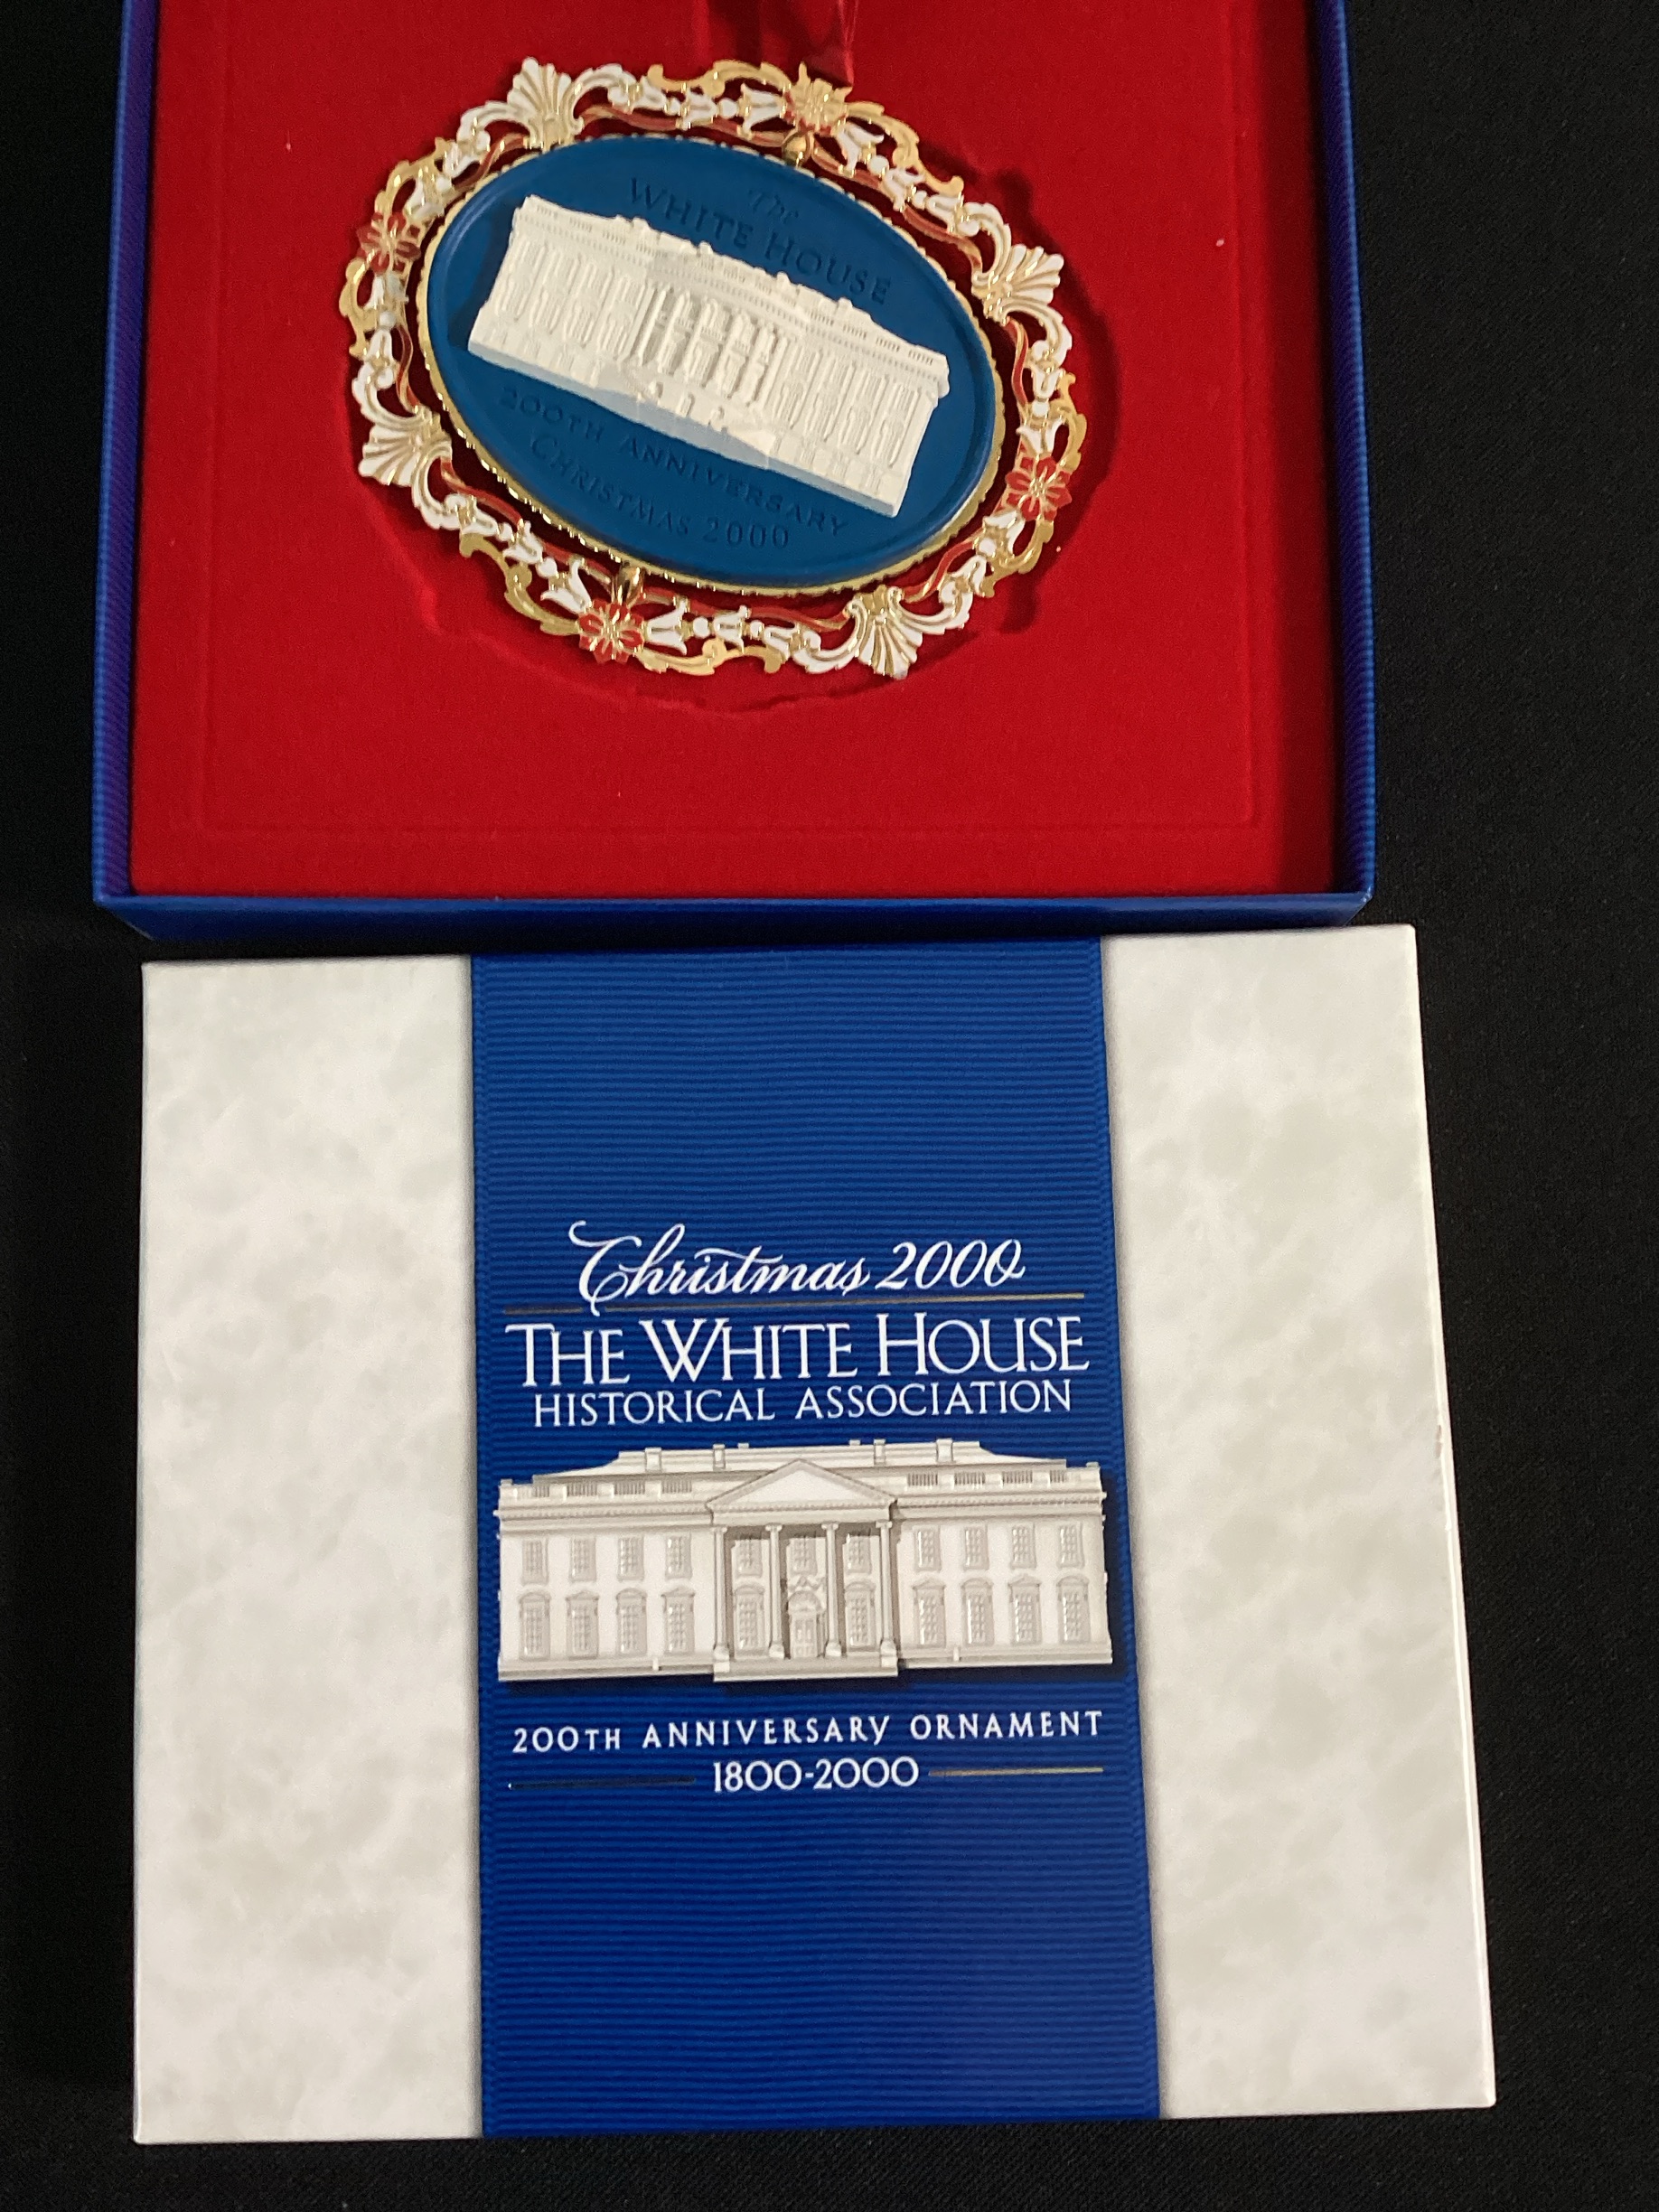 The
WHITE HOUSE
200TH ANNIVERSARY
CHRISTMAS 2000
Christmas 2000
THE WHITE HOUSE
HISTORICAL ASSOCIATION
200TH ANNIVERSARY ORNAMENT
1800-2000